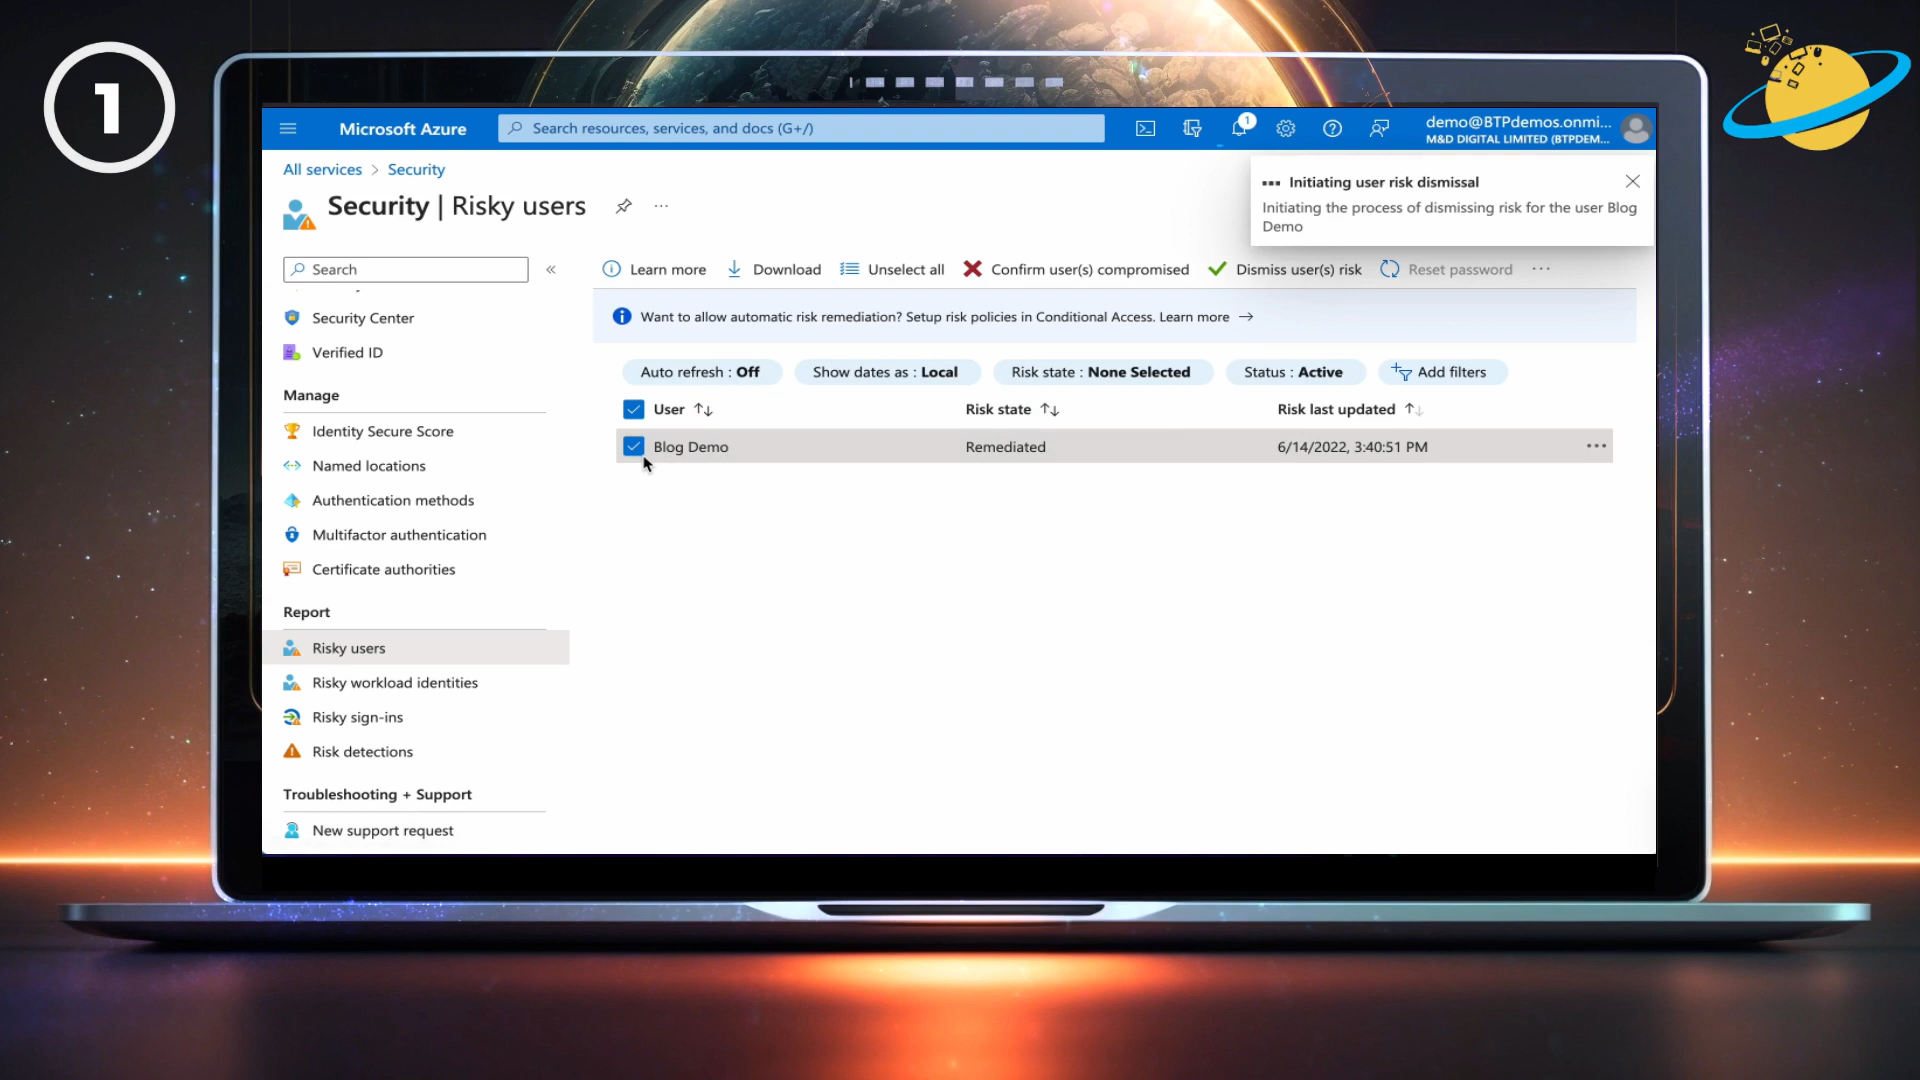 1
Microsoft Azure
Search resources, services, and docs (G+/)
1
demo@BTPdemos.onmi...
M&D DIGITAL LIMITED (BTPDEM...
All services > Security
Security | Risky users
...
Initiating user risk dismissal
Initiating the process of dismissing risk for the user Blog
Demo
Search
«
Learn more
Download
Unselect all
Confirm user(s) compromised
Dismiss user(s) risk
Reset password
...
Want to allow automatic risk remediation? Setup risk policies in Conditional Access. Learn more →
Auto refresh : Off
Show dates as : Local
Risk state : None Selected
Status : Active
Add filters
User ↑↓
Risk state ↑↓
Risk last updated ↑↓
Blog Demo
Remediated
6/14/2022, 3:40:51 PM
...
Security Center
Verified ID
Manage
Identity Secure Score
Named locations
Authentication methods
Multifactor authentication
Certificate authorities
Report
Risky users
Risky workload identities
Risky sign-ins
Risk detections
Troubleshooting + Support
New support request